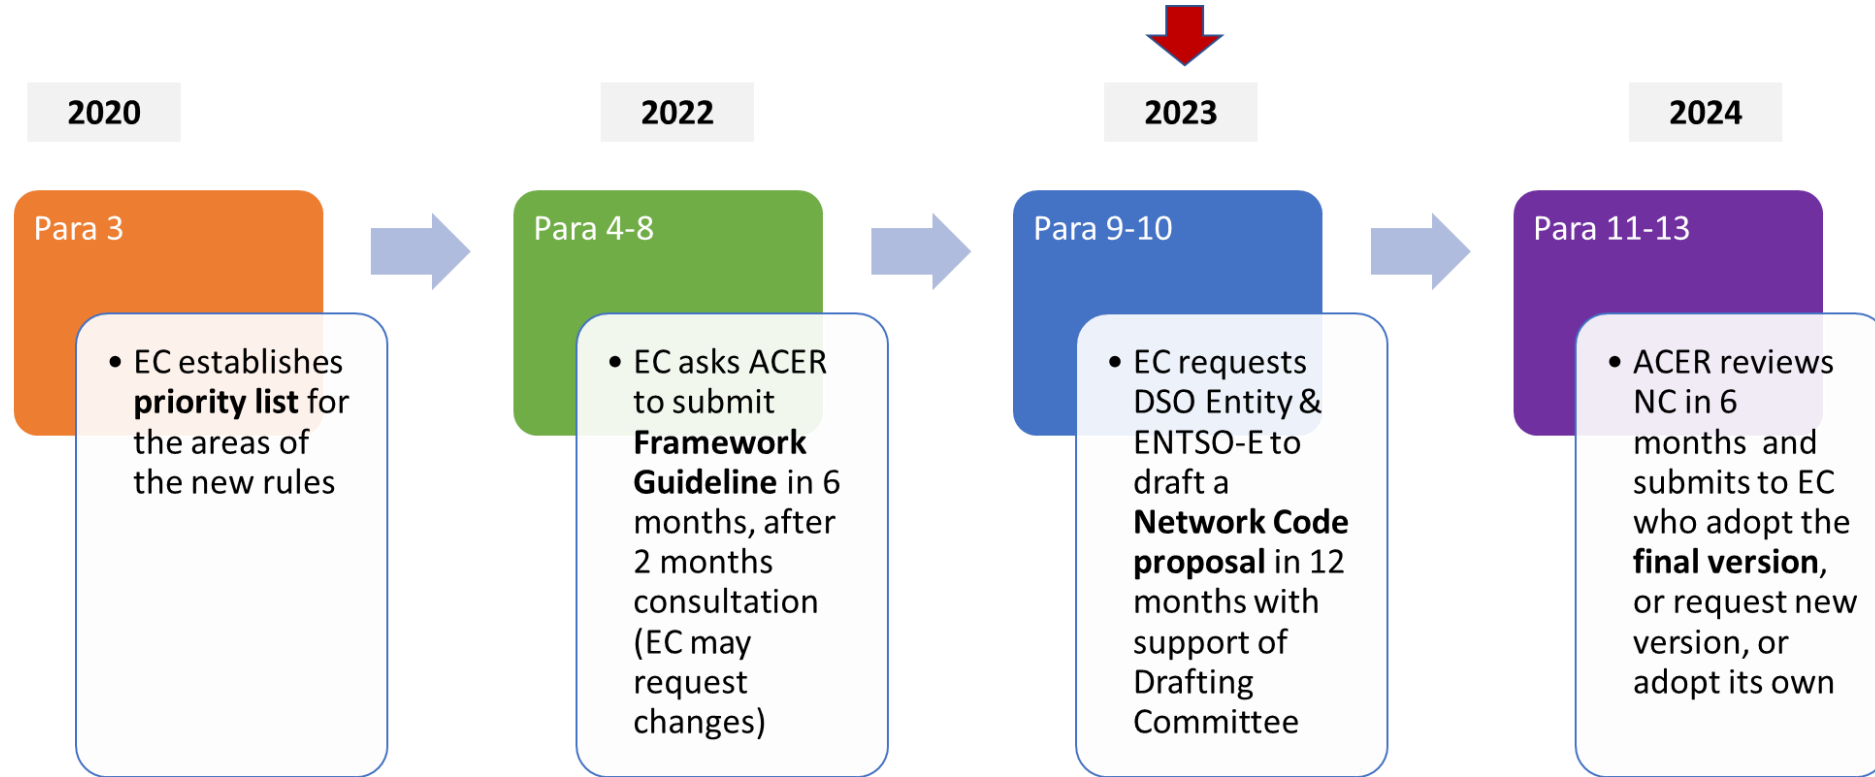 2020
2022
2023
2024
Para 3
• EC establishes
priority list for
the areas of
the new rules
Para 4-8
• EC asks ACER
to submit
Framework
Guideline in 6
months, after
2 months
consultation
(EC may
request
changes)
Para 9-10
• EC requests
DSO Entity &
ENTSO-E to
draft a
Network Code
proposal in 12
months with
support of
Drafting
Committee
Para 11-13
• ACER reviews
NC in 6
months and
submits to EC
who adopt the
final version,
or request new
version, or
adopt its own